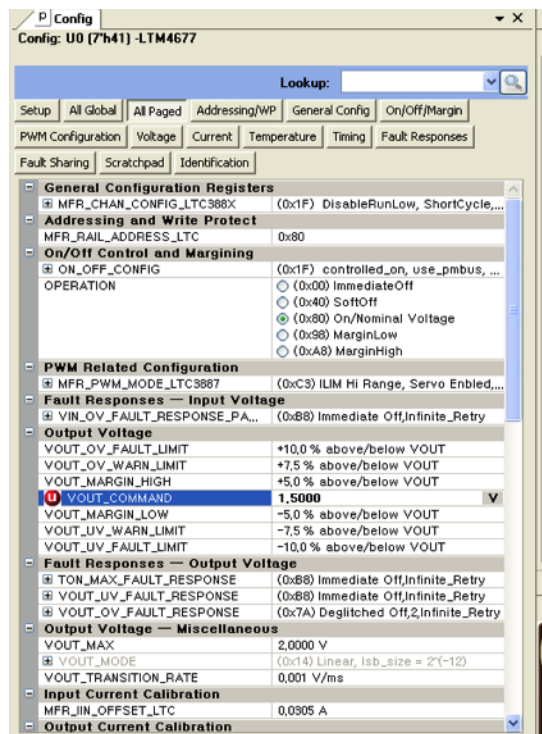 Config
Config: U0 (7'h41) -LTM4677
Lookup:
Setup All Global All Paged Addressing/WP General Config On/Off/Margin
PWM Configuration Voltage Current Temperature Timing Fault Responses
Fault Sharing Scratchpad Identification
General Configuration Registers
MFR_CHAN_CONFIG_LTC388X (0x1F) DisableRunLow, ShortCycle,...
Addressing and Write Protect
MFR_RAIL_ADDRESS_LTC 0x80
On/Off Control and Margining
ON_OFF_CONFIG (0x1F) controlled_on, use_pmbus, ...
OPERATION (0x00) ImmediateOff
(0x40) SoftOff
(0x80) On/Nominal Voltage
(0x98) MarginLow
(0xA8) MarginHigh
PWM Related Configuration
MFR_PWM_MODE_LTC3887 (0xC3) ILIM Hi Range, Servo Enbled,...
Fault Responses — Input Voltage
VIN_OV_FAULT_RESPONSE_PA... (0xB8) Immediate Off,Infinite_Retry
Output Voltage
VOUT_OV_FAULT_LIMIT +10,0 % above/below VOUT
VOUT_OV_WARN_LIMIT +7,5 % above/below VOUT
VOUT_MARGIN_HIGH +5,0 % above/below VOUT
U VOUT_COMMAND 1,5000 V
VOUT_MARGIN_LOW -5,0 % above/below VOUT
VOUT_UV_WARN_LIMIT -7,5 % above/below VOUT
VOUT_UV_FAULT_LIMIT -10,0 % above/below VOUT
Fault Responses — Output Voltage
TON_MAX_FAULT_RESPONSE (0xB8) Immediate Off,Infinite_Retry
VOUT_UV_FAULT_RESPONSE (0xB8) Immediate Off,Infinite_Retry
VOUT_OV_FAULT_RESPONSE (0x7A) Deglitched Off,2,Infinite_Retry
Output Voltage — Miscellaneous
VOUT_MAX 2,0000 V
VOUT_MODE (0x14) Linear, lsb_size = 2^(-12)
VOUT_TRANSITION_RATE 0,001 V/ms
Input Current Calibration
MFR_IIN_OFFSET_LTC 0,0305 A
Output Current Calibration